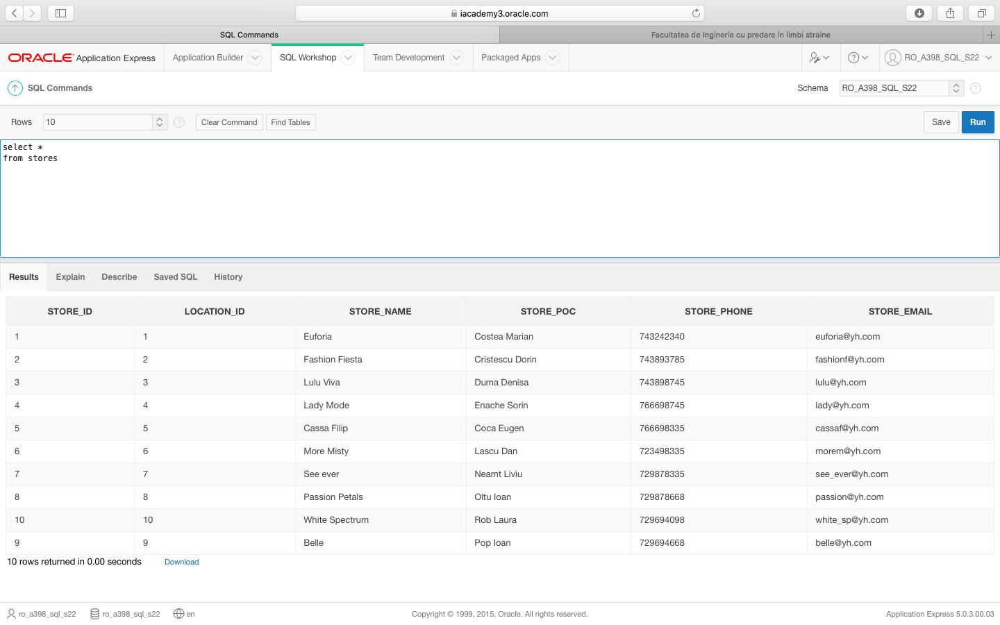 iacademy3.oracle.com
SQL Commands
Facultatea de Inginerie cu predare in limbi straine
ORACLE Application Express
Application Builder
SQL Workshop
Team Development
Packaged Apps
RO_A398_SQL_S22
SQL Commands
Schema RO_A398_SQL_S22
Rows 10 Clear Command Find Tables Save Run
select *
from stores
Results Explain Describe Saved SQL History
STORE_ID LOCATION_ID STORE_NAME STORE_POC STORE_PHONE STORE_EMAIL
1 1 Euforia Costea Marian 743242340 euforia@yh.com
2 2 Fashion Fiesta Cristescu Dorin 743893785 fashionf@yh.com
3 3 Lulu Viva Duma Denisa 743898745 lulu@yh.com
4 4 Lady Mode Enache Sorin 766698745 lady@yh.com
5 5 Cassa Filip Coca Eugen 766698335 cassaf@yh.com
6 6 More Misty Lascu Dan 723498335 morem@yh.com
7 7 See ever Neamt Liviu 729878335 see_ever@yh.com
8 8 Passion Petals Oltu Ioan 729878668 passion@yh.com
10 10 White Spectrum Rob Laura 729694098 white_sp@yh.com
9 9 Belle Pop Ioan 729694668 belle@yh.com
10 rows returned in 0.00 seconds Download
ro_a398_sql_s22 ro_a398_sql_s22 en Copyright © 1999, 2015, Oracle. All rights reserved. Application Express 5.0.3.00.03